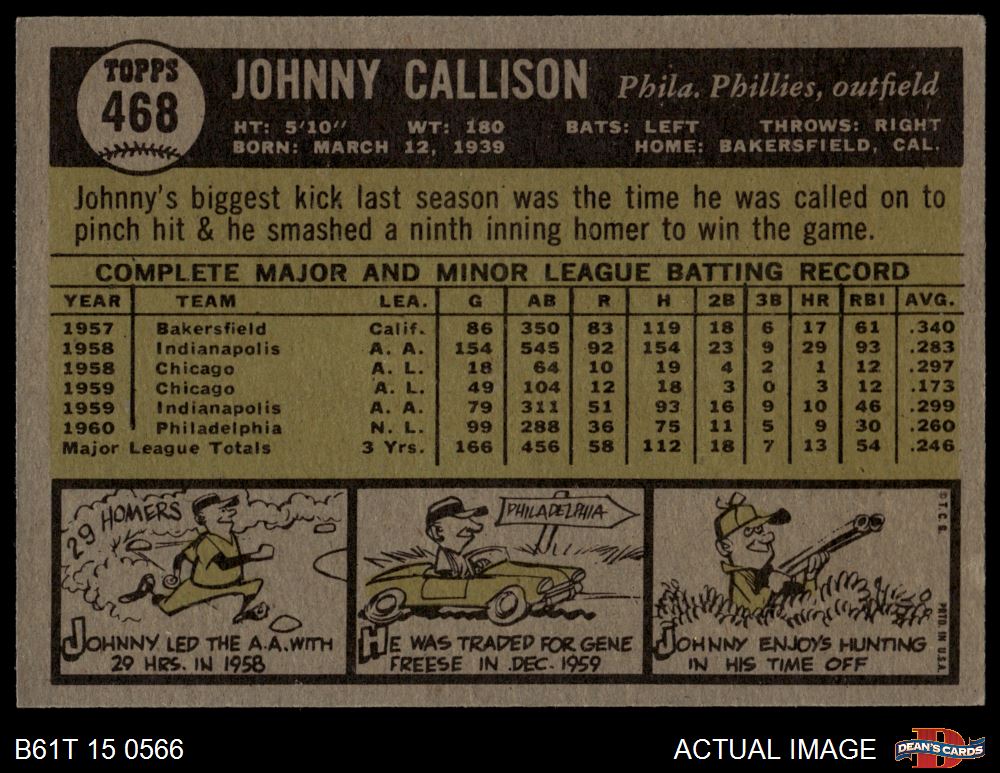 TOPPS
468
JOHNNY CALLISON Phila. Phillies, outfield
HT: 5'10" WT: 180 BATS: LEFT THROWS: RIGHT
BORN: MARCH 12, 1939 HOME: BAKERSFIELD, CAL.
Johnny's biggest kick last season was the time he was called on to
pinch hit & he smashed a ninth inning homer to win the game.
COMPLETE MAJOR AND MINOR LEAGUE BATTING RECORD
YEAR TEAM LEA. G AB R H 2B 3B HR RBI AVG.
1957 Bakersfield Calif. 86 350 83 119 18 6 17 61 .340
1958 Indianapolis A. A. 154 545 92 154 23 9 29 93 .283
1958 Chicago A. L. 18 64 10 19 4 2 1 12 .297
1959 Chicago A. L. 49 104 12 18 3 0 3 12 .173
1959 Indianapolis A. A. 79 311 51 93 16 9 10 46 .299
1960 Philadelphia N. L. 99 288 36 75 11 5 9 30 .260
Major League Totals 3 Yrs. 166 456 58 112 18 7 13 54 .246
29 HOMERS
JOHNNY LED THE A.A. WITH
29 HRS. IN 1958
PHILADELPHIA
HE WAS TRADED FOR GENE
FREESE IN DEC. 1959
JOHNNY ENJOYS HUNTING
IN HIS TIME OFF
© T. C. G.
PRTD. IN U.S.A.
B61T 15 0566
ACTUAL IMAGE
D
DEAN'S CARDS